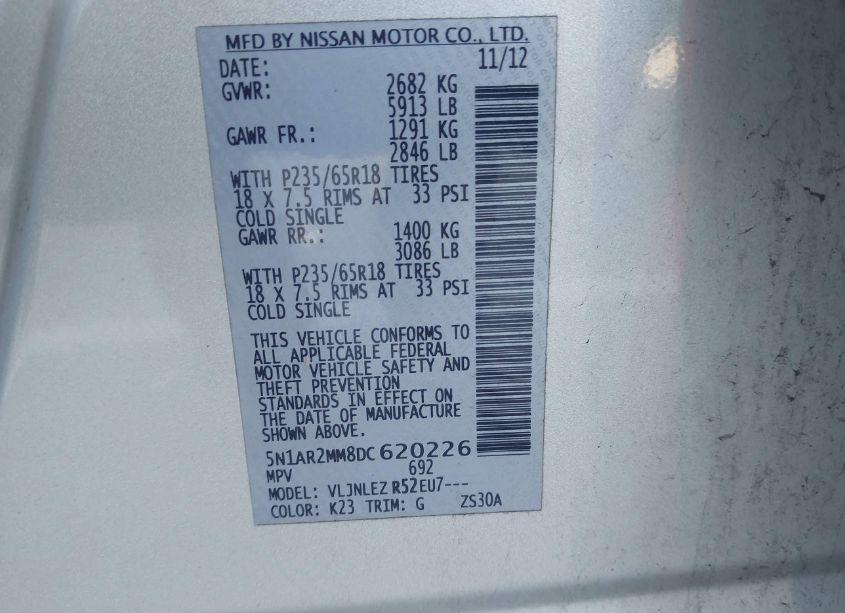 MFD BY NISSAN MOTOR CO., LTD.
DATE: 11/12
GVWR: 2682 KG
5913 LB
GAWR FR.: 1291 KG
2846 LB
WITH P235/65R18 TIRES
18 X 7.5 RIMS AT 33 PSI
COLD SINGLE
GAWR RR.: 1400 KG
3086 LB
WITH P235/65R18 TIRES
18 X 7.5 RIMS AT 33 PSI
COLD SINGLE
THIS VEHICLE CONFORMS TO
ALL APPLICABLE FEDERAL
MOTOR VEHICLE SAFETY AND
THEFT PREVENTION
STANDARDS IN EFFECT ON
THE DATE OF MANUFACTURE
SHOWN ABOVE.
5N1AR2MM8DC 620226
MPV 692
MODEL: VLJNLEZ R52EU7---
COLOR: K23 TRIM: G ZS30A